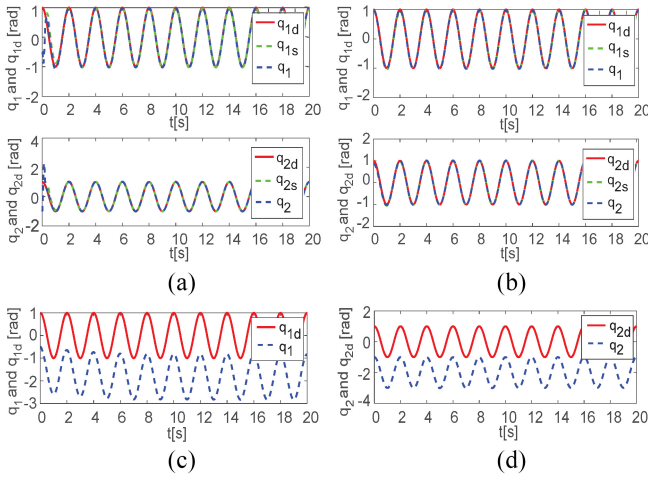 q1 and q1d [rad]
1
0
-1
-2
q1d
q1s
q1
0 2 4 6 8 10 12 14 16 18 20
t[s]
q2 and q2d [rad]
4
2
0
-2
q2d
q2s
q2
0 2 4 6 8 10 12 14 16 18 20
t[s]
(a)
q1 and q1d [rad]
1
0
-1
-2
q1d
q1s
q1
0 2 4 6 8 10 12 14 16 18 20
t[s]
q2 and q2d [rad]
2
1
0
-1
-2
q2d
q2s
q2
0 2 4 6 8 10 12 14 16 18 20
t[s]
(b)
q1 and q1d [rad]
1
0
-1
-2
-3
q1d
q1
0 2 4 6 8 10 12 14 16 18 20
t[s]
(c)
q2 and q2d [rad]
2
0
-2
-4
q2d
q2
0 2 4 6 8 10 12 14 16 18 20
t[s]
(d)